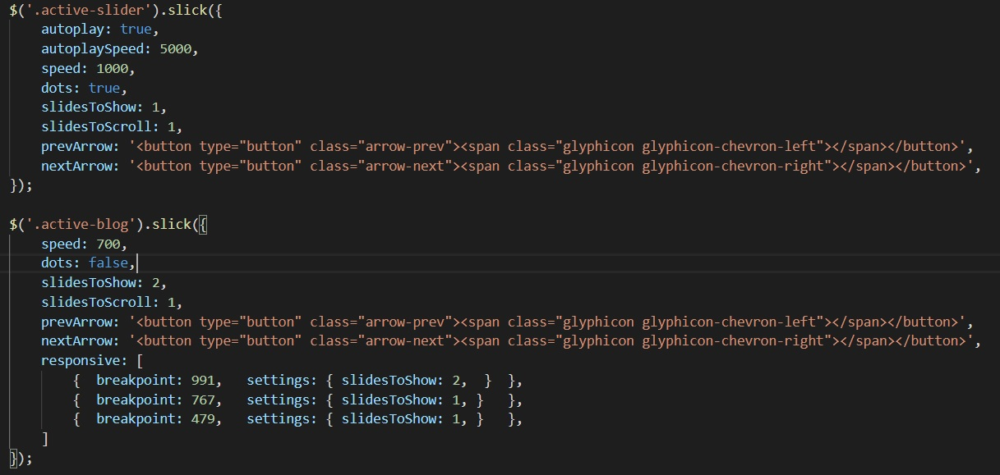 $('.active-slider').slick({
    autoplay: true,
    autoplaySpeed: 5000,
    speed: 1000,
    dots: true,
    slidesToShow: 1,
    slidesToScroll: 1,
    prevArrow: '<button type="button" class="arrow-prev"><span class="glyphicon glyphicon-chevron-left"></span></button>',
    nextArrow: '<button type="button" class="arrow-next"><span class="glyphicon glyphicon-chevron-right"></span></button>',
});

$('.active-blog').slick({
    speed: 700,
    dots: false,
    slidesToShow: 2,
    slidesToScroll: 1,
    prevArrow: '<button type="button" class="arrow-prev"><span class="glyphicon glyphicon-chevron-left"></span></button>',
    nextArrow: '<button type="button" class="arrow-next"><span class="glyphicon glyphicon-chevron-right"></span></button>',
    responsive: [
        {  breakpoint: 991,   settings: { slidesToShow: 2,  }  },
        {  breakpoint: 767,   settings: { slidesToShow: 1, }   },
        {  breakpoint: 479,   settings: { slidesToShow: 1, }   },
    ]
});